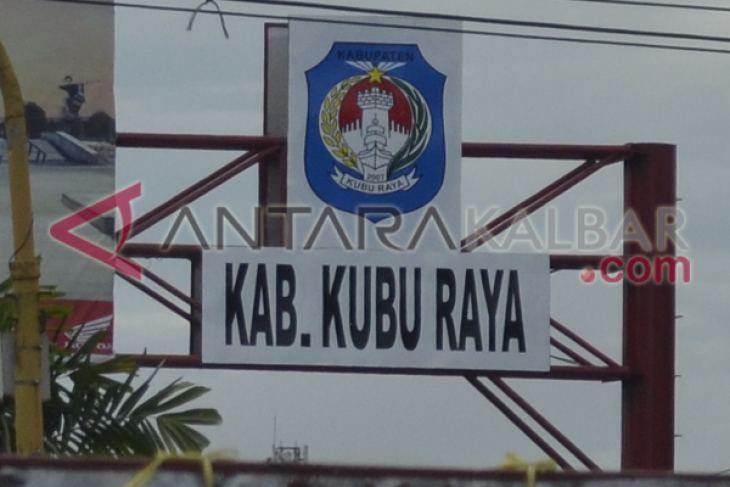 KABUPATEN
2007
KUBU RAYA
ANTARAKALBAR
.com
KAB. KUBU RAYA